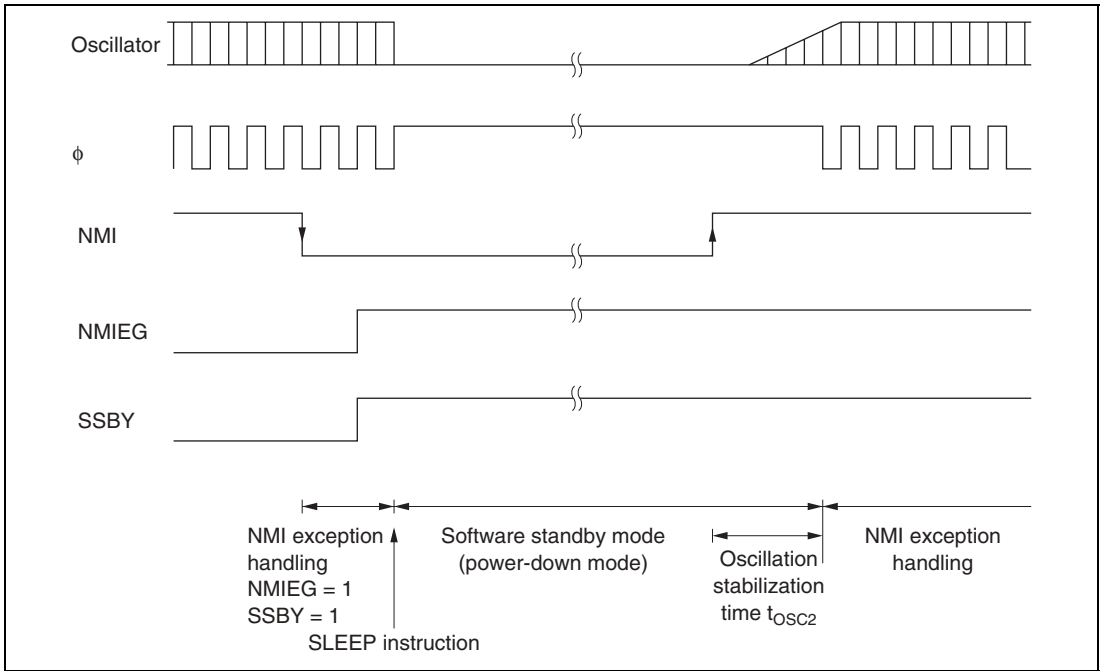 Oscillator
ϕ
NMI
NMIEG
SSBY
NMI exception
handling
NMIEG = 1
SSBY = 1
SLEEP instruction
Software standby mode
(power-down mode)
Oscillation
stabilization
time tOSC2
NMI exception
handling